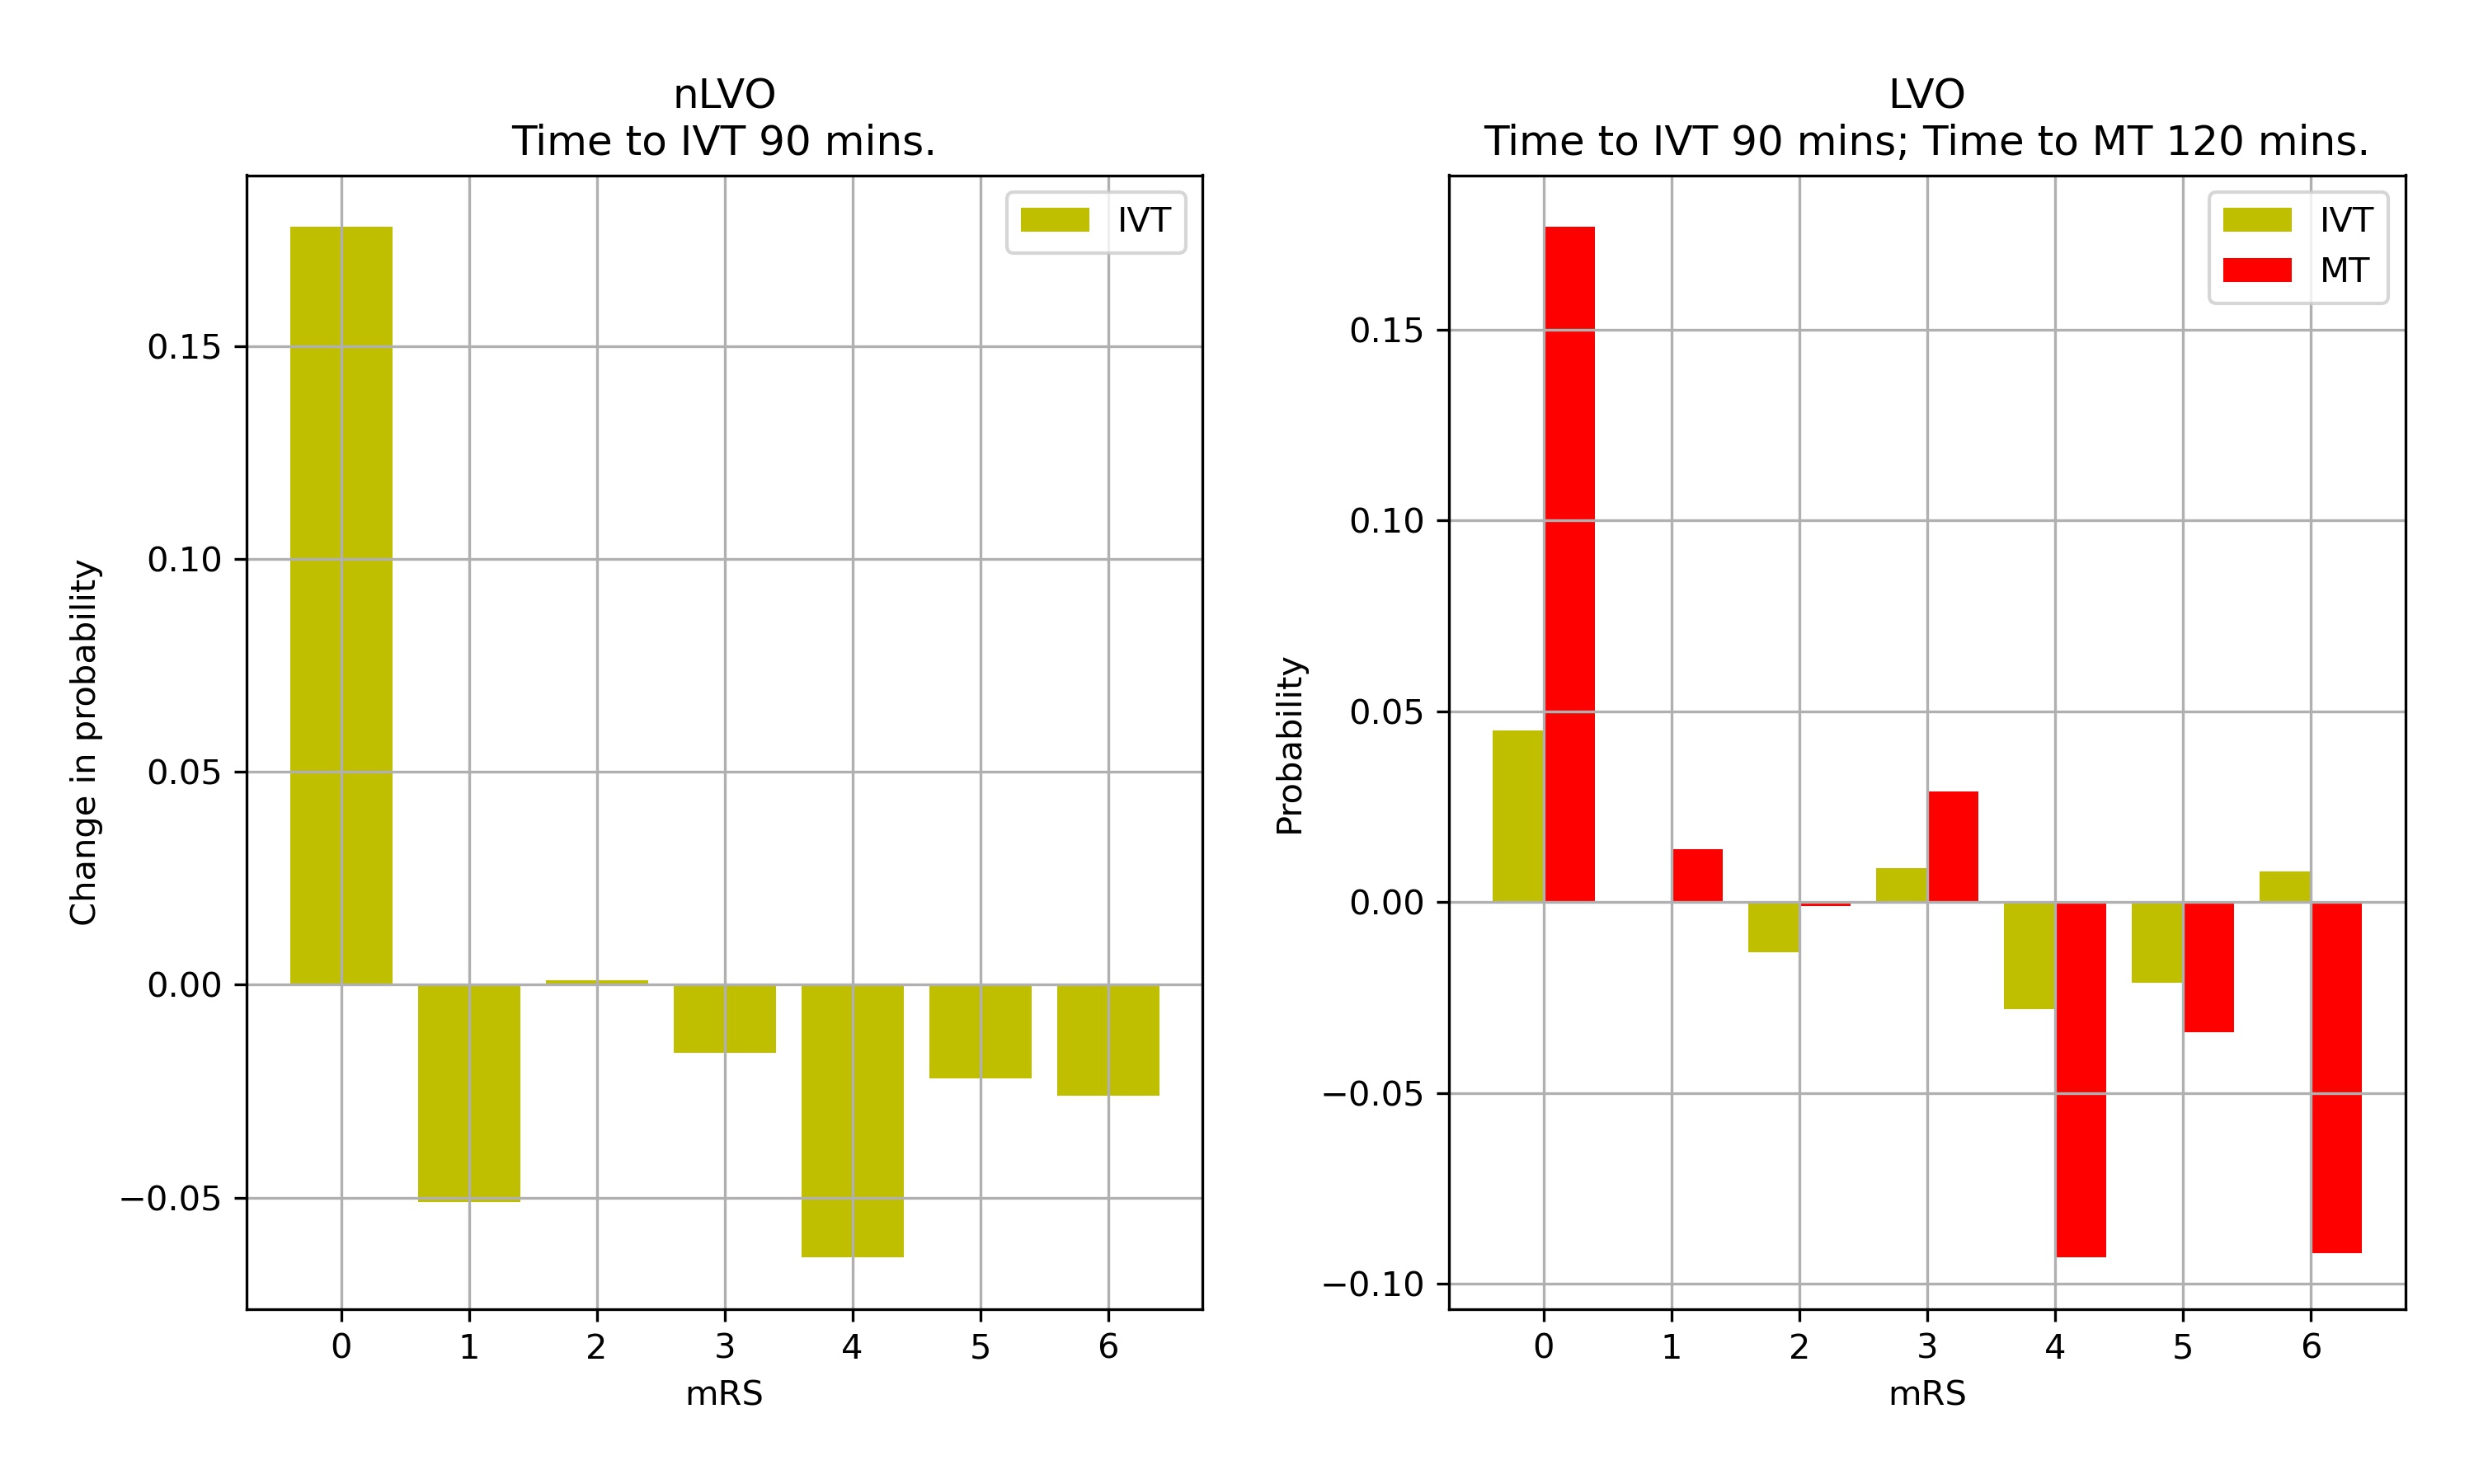 nLVO
Time to IVT 90 mins.
IVT
Change in probability
0.15
0.10
0.05
0.00
−0.05
0 1 2 3 4 5 6
mRS
LVO
Time to IVT 90 mins; Time to MT 120 mins.
IVT
MT
Probability
0.15
0.10
0.05
0.00
−0.05
−0.10
0 1 2 3 4 5 6
mRS